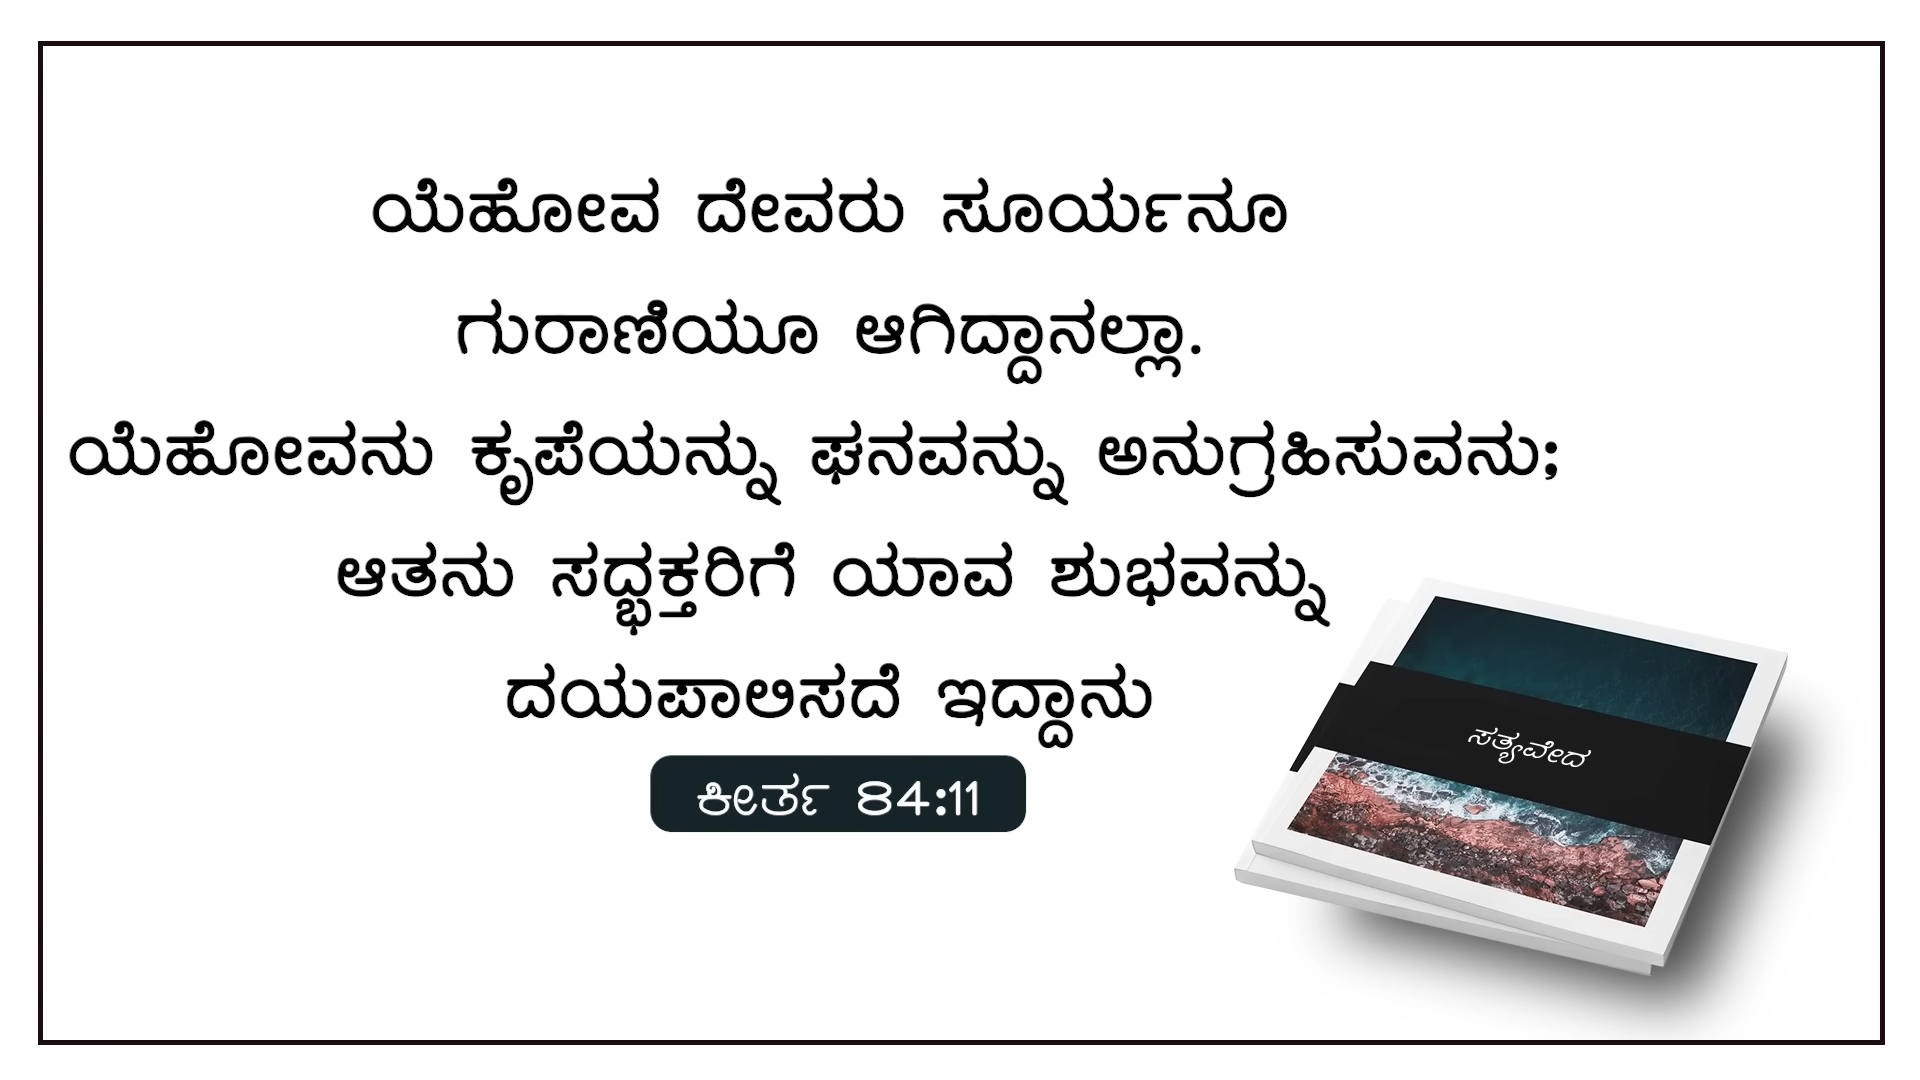 ಯೆಹೋವ ದೇವರು ಸೂರ್ಯನೂ
ಗುರಾಣಿಯೂ ಆಗಿದ್ದಾನಲ್ಲಾ.
ಯೆಹೋವನು ಕೃಪೆಯನ್ನು ಘನವನ್ನು ಅನುಗ್ರಹಿಸುವನು;
ಆತನು ಸದ್ಭಕ್ತರಿಗೆ ಯಾವ ಶುಭವನ್ನು
ದಯಪಾಲಿಸದೆ ಇದ್ದಾನು
ಕೀರ್ತ 84:11
ಸತ್ಯವೇದ